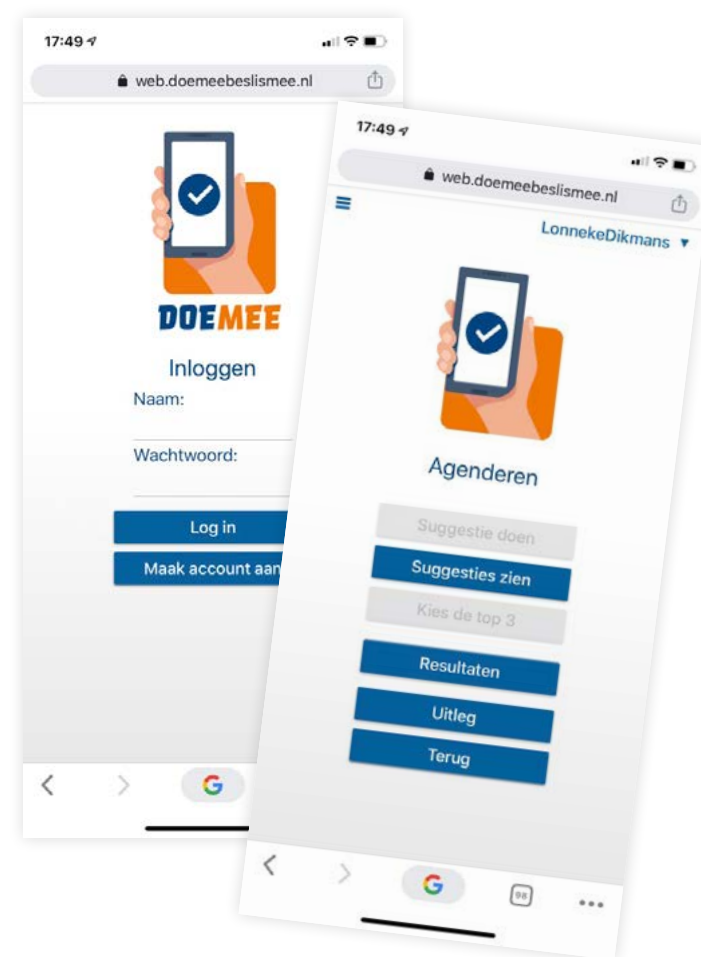 17:49
web.doemeebeslismee.nl
DOEMEE
Inloggen
Naam:
Wachtwoord:
Log in
Maak account aan
17:49
web.doemeebeslismee.nl
LonnekeDikmans
Agenderen
Suggestie doen
Suggesties zien
Kies de top 3
Resultaten
Uitleg
Terug
G
G
98